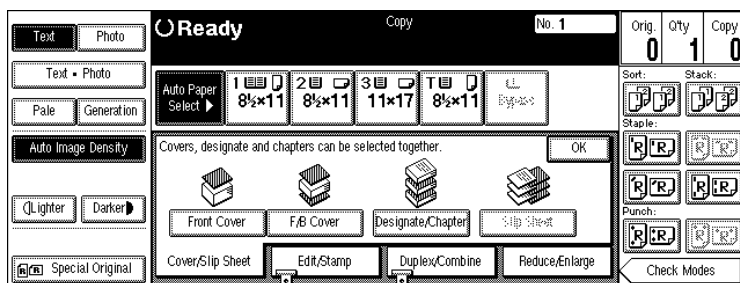 Text
Photo
Text • Photo
Pale
Generation
Auto Image Density
Lighter
Darker
Special Original
Ready
Copy
No. 1
Auto Paper
Select
1
8½×11
2
8½×11
3
11×17
T
8½×11
Bypass
Covers, designate and chapters can be selected together.
OK
Front Cover
F/B Cover
Designate/Chapter
Slip Sheet
Cover/Slip Sheet
Edit/Stamp
Duplex/Combine
Reduce/Enlarge
Orig.
Q'ty
Copy
0
1
0
Sort:
Stack:
Staple:
Punch:
Check Modes